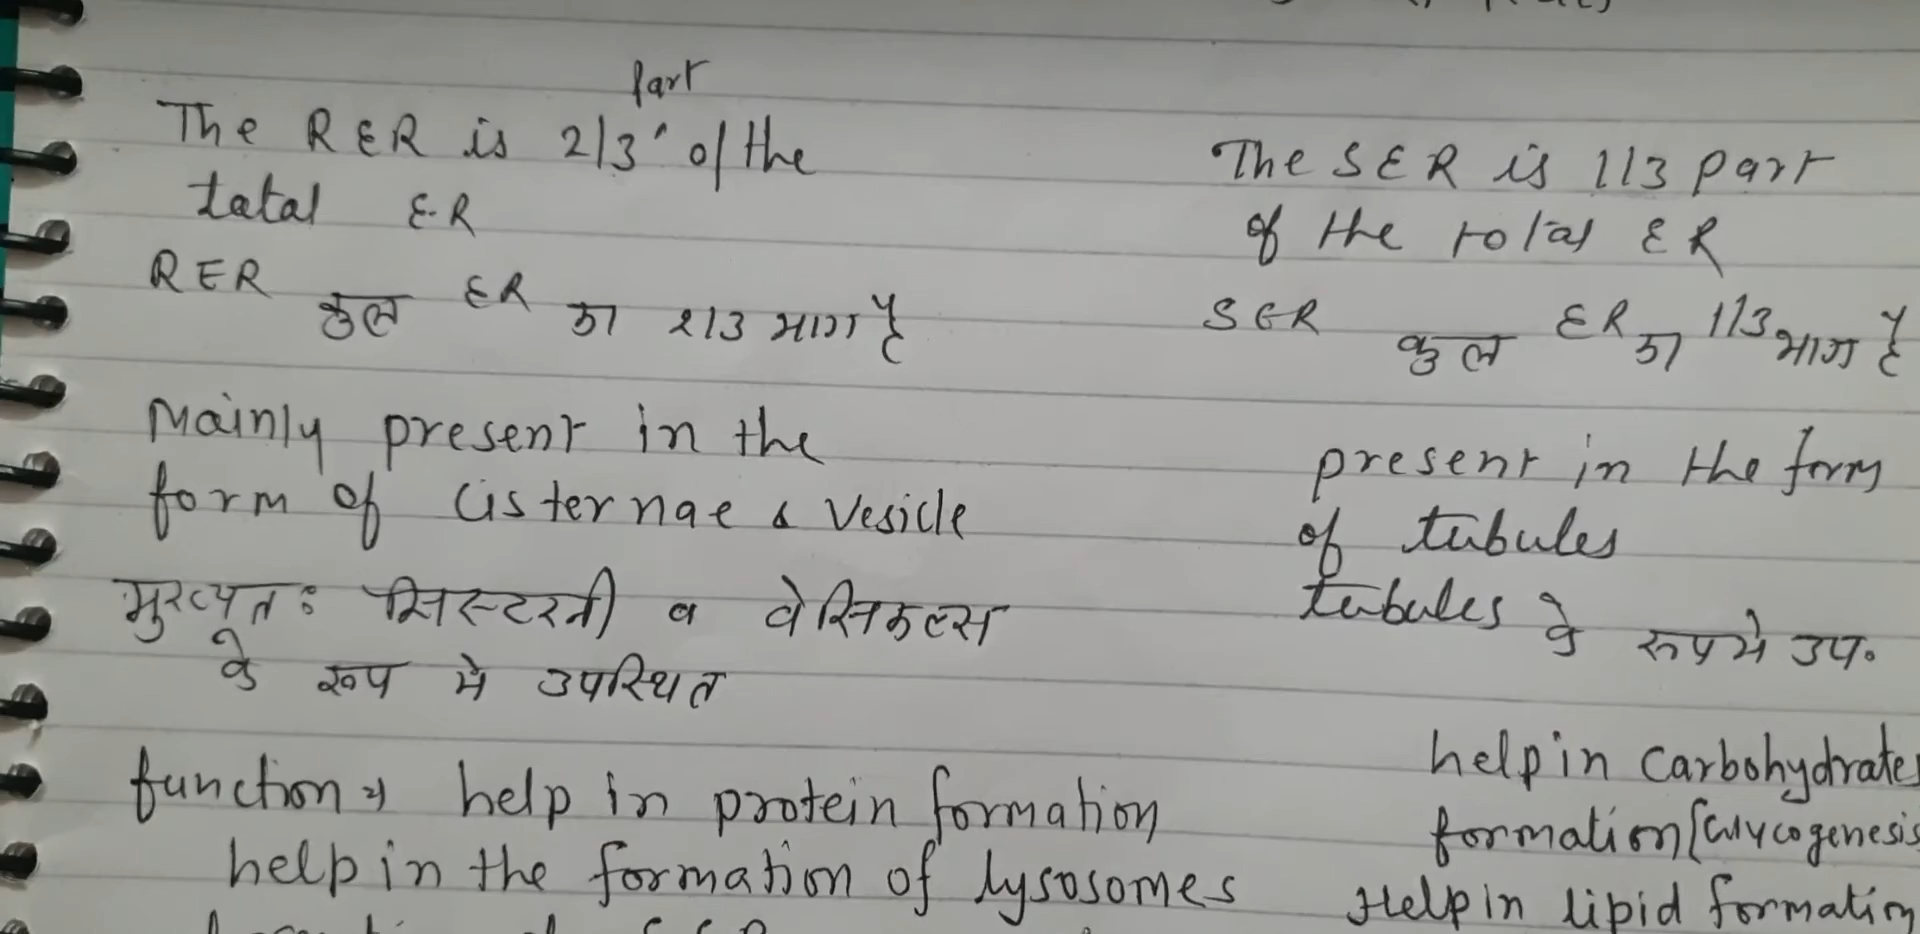 The RER is 2/3 part of the
tatal ER
RER कुल ER का 2/3 भाग है
Mainly present in the
form of Cisternae & Vesicle
मुख्यतः सिस्टरनी व वेसिकल्स
के रूप मे उपस्थित
function → help in protein formation
help in the formation of lysosomes
The SER is 1/3 part
of the total ER
SER कुल ER का 1/3 भाग है
present in the form
of tubules
tubules के रूप मे उप॰
help in Carbohydrates
formation (Glycogenesis
Help in lipid formation